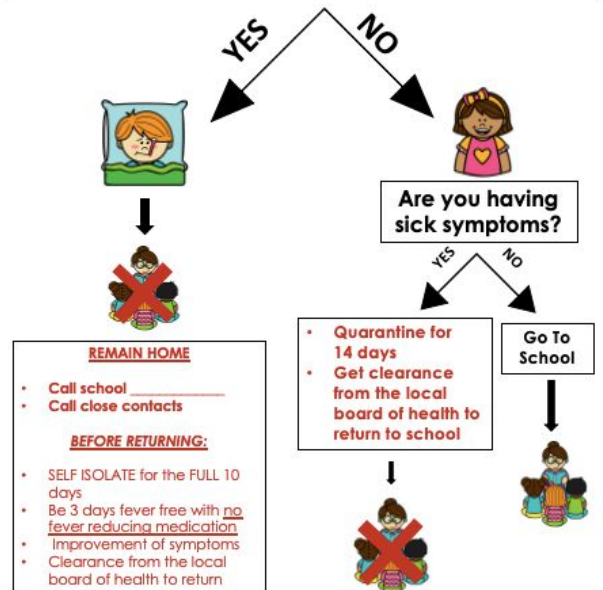 YES
NO
Are you having
sick symptoms?
YES
NO
REMAIN HOME
• Call school ____________
• Call close contacts
BEFORE RETURNING:
• SELF ISOLATE for the FULL 10
days
• Be 3 days fever free with no
fever reducing medication
• Improvement of symptoms
• Clearance from the local
board of health to return
• Quarantine for
14 days
• Get clearance
from the local
board of health to
return to school
Go To
School